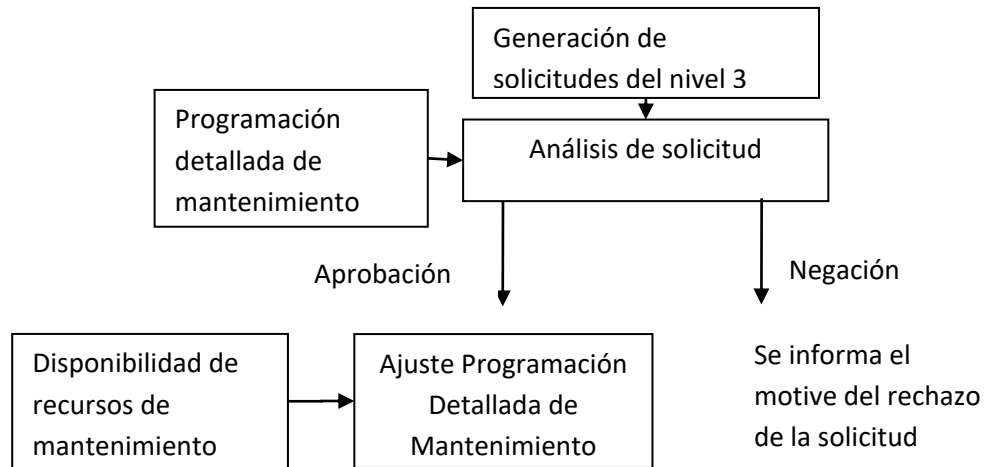 Generación de
solicitudes del nivel 3
Programación
detallada de
mantenimiento
Análisis de solicitud
Aprobación
Negación
Disponibilidad de
recursos de
mantenimiento
Ajuste Programación
Detallada de
Mantenimiento
Se informa el
motive del rechazo
de la solicitud